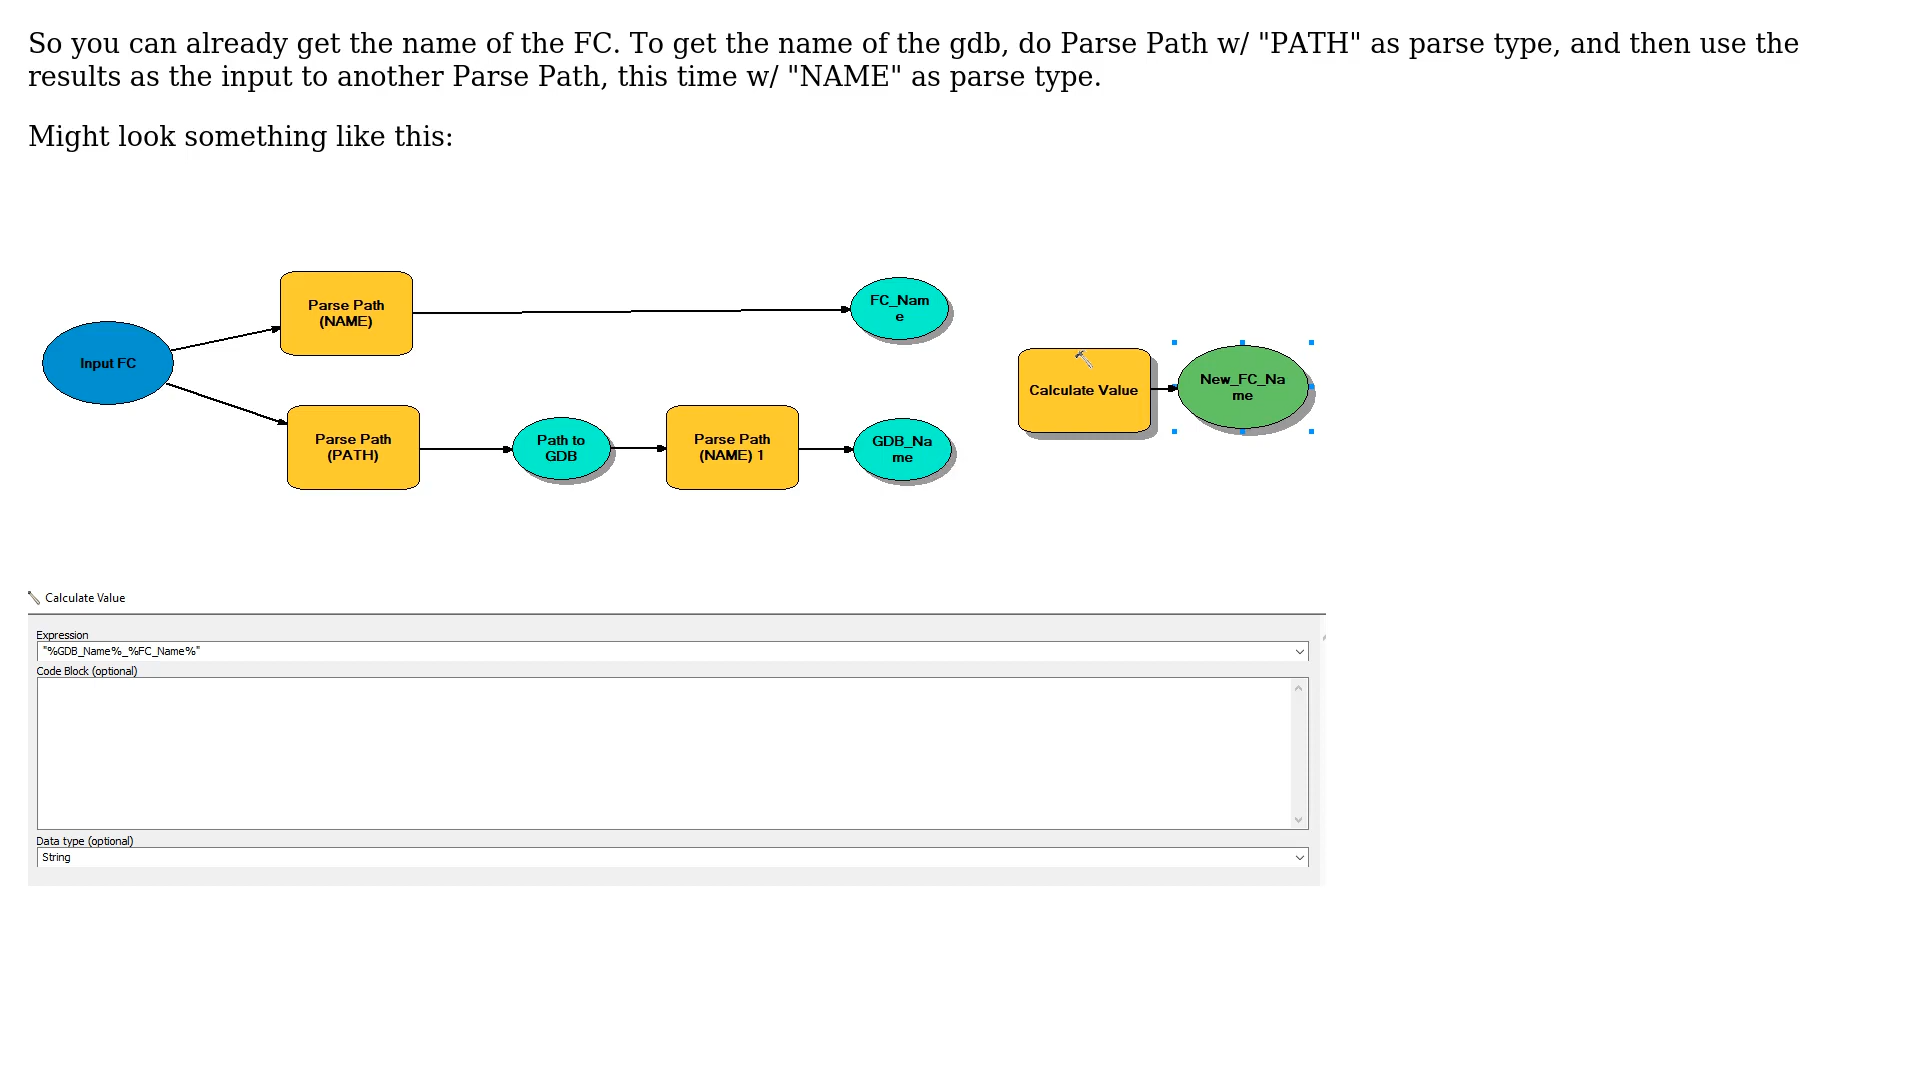 So you can already get the name of the FC. To get the name of the gdb, do Parse Path w/ "PATH" as parse type, and then use the
results as the input to another Parse Path, this time w/ "NAME" as parse type.
Might look something like this:
Input FC
Parse Path
(NAME)
FC_Nam
e
Parse Path
(PATH)
Path to
GDB
Parse Path
(NAME) 1
GDB_Na
me
Calculate Value
New_FC_Na
me
Calculate Value
Expression
"%GDB_Name%_%FC_Name%"
Code Block (optional)
Data type (optional)
String